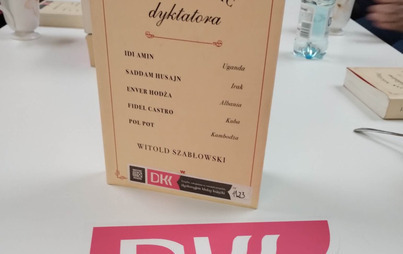 dyktatora
IDI AMIN
Uganda
SADDAM HUSAJN
Irak
ENVER HODŻA
Albania
FIDEL CASTRO
Kuba
POL POT
Kambodża
WITOLD SZABŁOWSKI
DKK
DKK